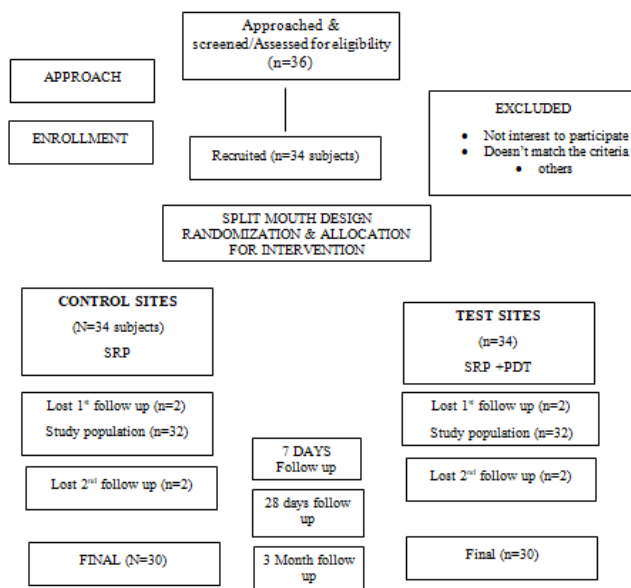 Approached &
screened/Assessed for eligibility
(n=36)
APPROACH
EXCLUDED
• Not interest to participate
• Doesn't match the criteria
• others
ENROLLMENT
Recruited (n=34 subjects)
SPLIT MOUTH DESIGN
RANDOMIZATION & ALLOCATION
FOR INTERVENTION
CONTROL SITES
(N=34 subjects)
SRP
TEST SITES
(n=34)
SRP +PDT
Lost 1st follow up (n=2)
Study population (n=32)
Lost 1st follow up (n=2)
Study population (n=32)
7 DAYS
Follow up
Lost 2nd follow up (n=2)
Lost 2nd follow up (n=2)
28 days follow
up
FINAL (N=30)
3 Month follow
up
Final (n=30)